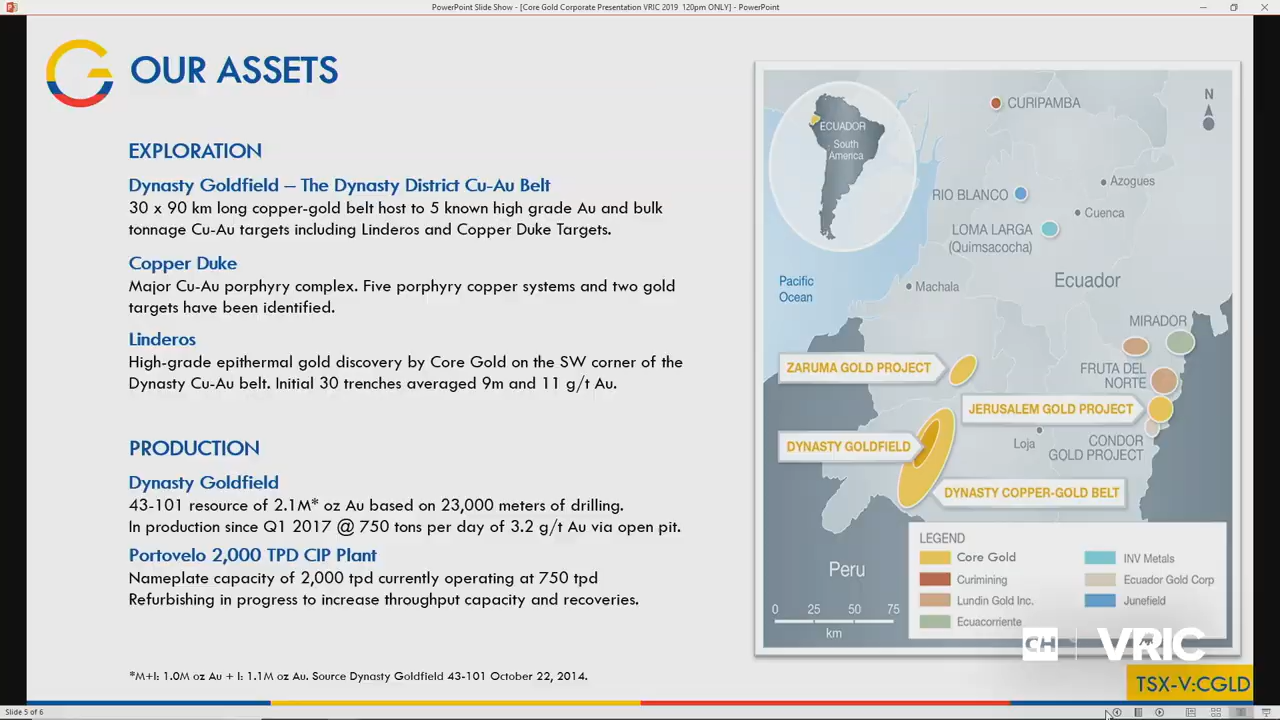 PowerPoint Slide Show - [Core Gold Corporate Presentation VRIC 2019 120pm ONLY] - PowerPoint
OUR ASSETS
EXPLORATION
Dynasty Goldfield – The Dynasty District Cu-Au Belt
30 x 90 km long copper-gold belt host to 5 known high grade Au and bulk
tonnage Cu-Au targets including Linderos and Copper Duke Targets.
Copper Duke
Major Cu-Au porphyry complex. Five porphyry copper systems and two gold
targets have been identified.
Linderos
High-grade epithermal gold discovery by Core Gold on the SW corner of the
Dynasty Cu-Au belt. Initial 30 trenches averaged 9m and 11 g/t Au.
PRODUCTION
Dynasty Goldfield
43-101 resource of 2.1M* oz Au based on 23,000 meters of drilling.
In production since Q1 2017 @ 750 tons per day of 3.2 g/t Au via open pit.
Portovelo 2,000 TPD CIP Plant
Nameplate capacity of 2,000 tpd currently operating at 750 tpd
Refurbishing in progress to increase throughput capacity and recoveries.
*M+I: 1.0M oz Au + I: 1.1M oz Au. Source Dynasty Goldfield 43-101 October 22, 2014.
ECUADOR
South
America
CURIPAMBA
N
RIO BLANCO
Azogues
Cuenca
LOMA LARGA
(Quimsacocha)
Pacific
Ocean
Machala
Ecuador
MIRADOR
ZARUMA GOLD PROJECT
FRUTA DEL
NORTE
JERUSALEM GOLD PROJECT
DYNASTY GOLDFIELD
Loja
CONDOR
GOLD PROJECT
DYNASTY COPPER-GOLD BELT
Peru
0 25 50 75
km
LEGEND
Core Gold
Curimining
Lundin Gold Inc.
Ecuacorriente
INV Metals
Ecuador Gold Corp
Junefield
CH VRIC
TSX-V:CGLD
Slide 5 of 6